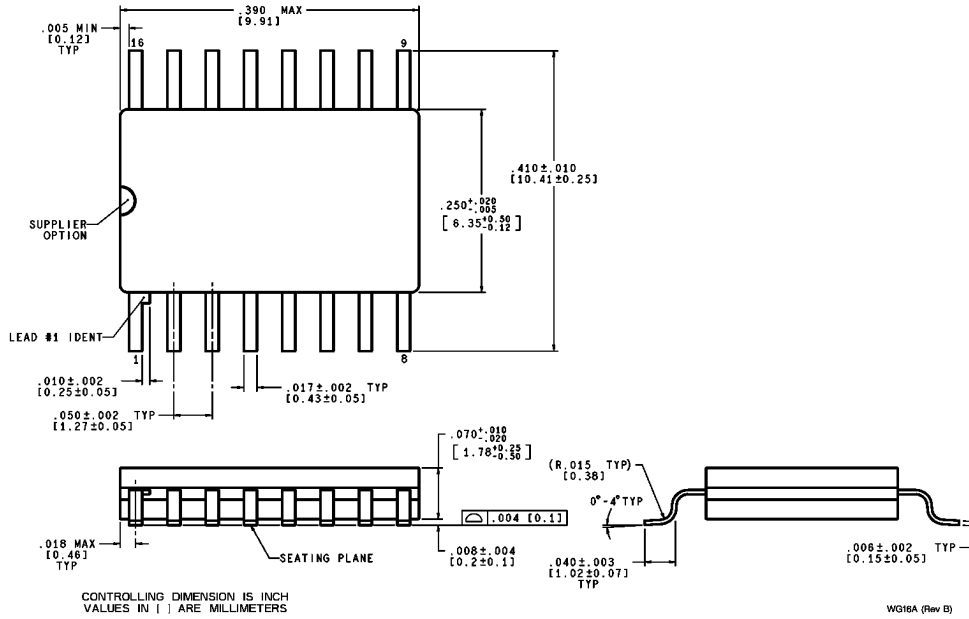 .390 MAX
[9.91]
.005 MIN
[0.12]
TYP
16
9
.410±.010
[10.41±0.25]
.250+.020-.005
[6.35+0.50-0.12]
SUPPLIER
OPTION
LEAD #1 IDENT
1
8
.010±.002
[0.25±0.05]
.017±.002 TYP
[0.43±0.05]
.050±.002 TYP
[1.27±0.05]
.070+.010-.020
[1.78+0.25-0.50]
(R.015 TYP)
[0.38]
0°-4° TYP
⌓ .004 [0.1]
.018 MAX
[0.46]
TYP
SEATING PLANE
.008±.004
[0.2±0.1]
.040±.003
[1.02±0.07]
TYP
.006±.002 TYP
[0.15±0.05]
CONTROLLING DIMENSION IS INCH
VALUES IN [ ] ARE MILLIMETERS
WG16A (Rev B)